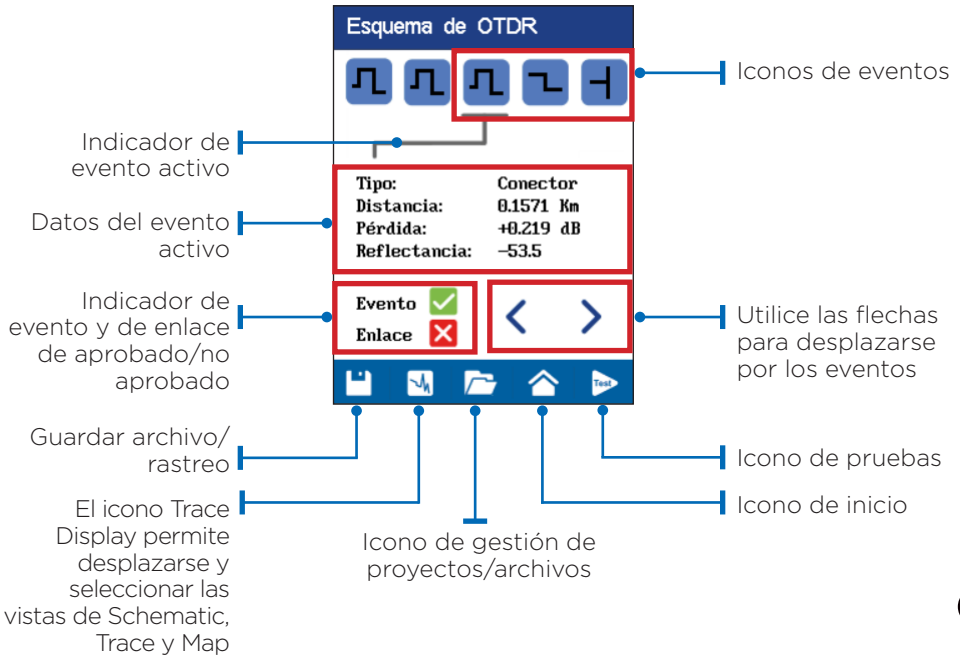 Esquema de OTDR
Iconos de eventos
Indicador de
evento activo
Tipo: Conector
Distancia: 0.1571 Km
Pérdida: +0.219 dB
Reflectancia: -53.5
Datos del evento
activo
Evento
Enlace
Indicador de
evento y de enlace
de aprobado/no
aprobado
Utilice las flechas
para desplazarse
por los eventos
Test
Guardar archivo/
rastreo
El icono Trace
Display permite
desplazarse y
seleccionar las
vistas de Schematic,
Trace y Map
Icono de gestión de
proyectos/archivos
Icono de pruebas
Icono de inicio